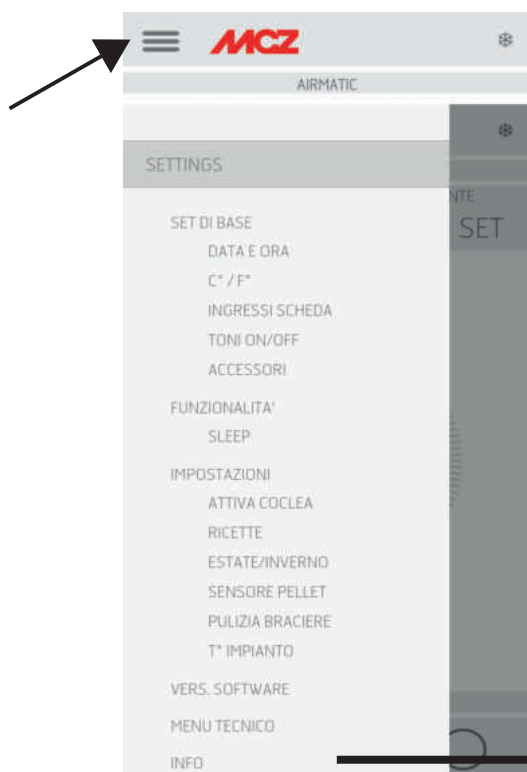 MCZ
AIRMATIC
SETTINGS
NTE
SET
SET DI BASE
DATA E ORA
C° / F°
INGRESSI SCHEDA
TONI ON/OFF
ACCESSORI
FUNZIONALITA'
SLEEP
IMPOSTAZIONI
ATTIVA COCLEA
RICETTE
ESTATE/INVERNO
SENSORE PELLET
PULIZIA BRACIERE
T° IMPIANTO
VERS. SOFTWARE
MENU TECNICO
INFO